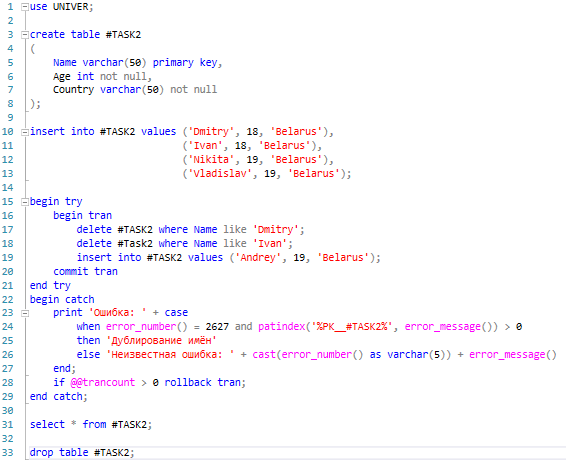 1 use UNIVER;
2
3 create table #TASK2
4 (
5 Name varchar(50) primary key,
6 Age int not null,
7 Country varchar(50) not null
8 );
9
10 insert into #TASK2 values ('Dmitry', 18, 'Belarus'),
11 ('Ivan', 18, 'Belarus'),
12 ('Nikita', 19, 'Belarus'),
13 ('Vladislav', 19, 'Belarus');
14
15 begin try
16 begin tran
17 delete #TASK2 where Name like 'Dmitry';
18 delete #Task2 where Name like 'Ivan';
19 insert into #TASK2 values ('Andrey', 19, 'Belarus');
20 commit tran
21 end try
22 begin catch
23 print 'Ошибка: ' + case
24 when error_number() = 2627 and patindex('%PK__#TASK2%', error_message()) > 0
25 then 'Дублирование имён'
26 else 'Неизвестная ошибка: ' + cast(error_number() as varchar(5)) + error_message()
27 end;
28 if @@trancount > 0 rollback tran;
29 end catch;
30
31 select * from #TASK2;
32
33 drop table #TASK2;